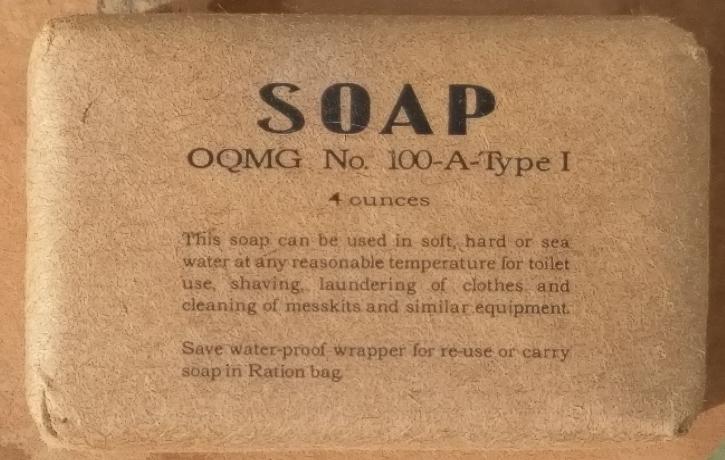 SOAP
OQMG No. 100-A-Type I
4 ounces
This soap can be used in soft, hard or sea
water at any reasonable temperature for toilet
use, shaving, laundering of clothes and
cleaning of messkits and similar equipment.
Save water-proof wrapper for re-use or carry
soap in Ration bag.